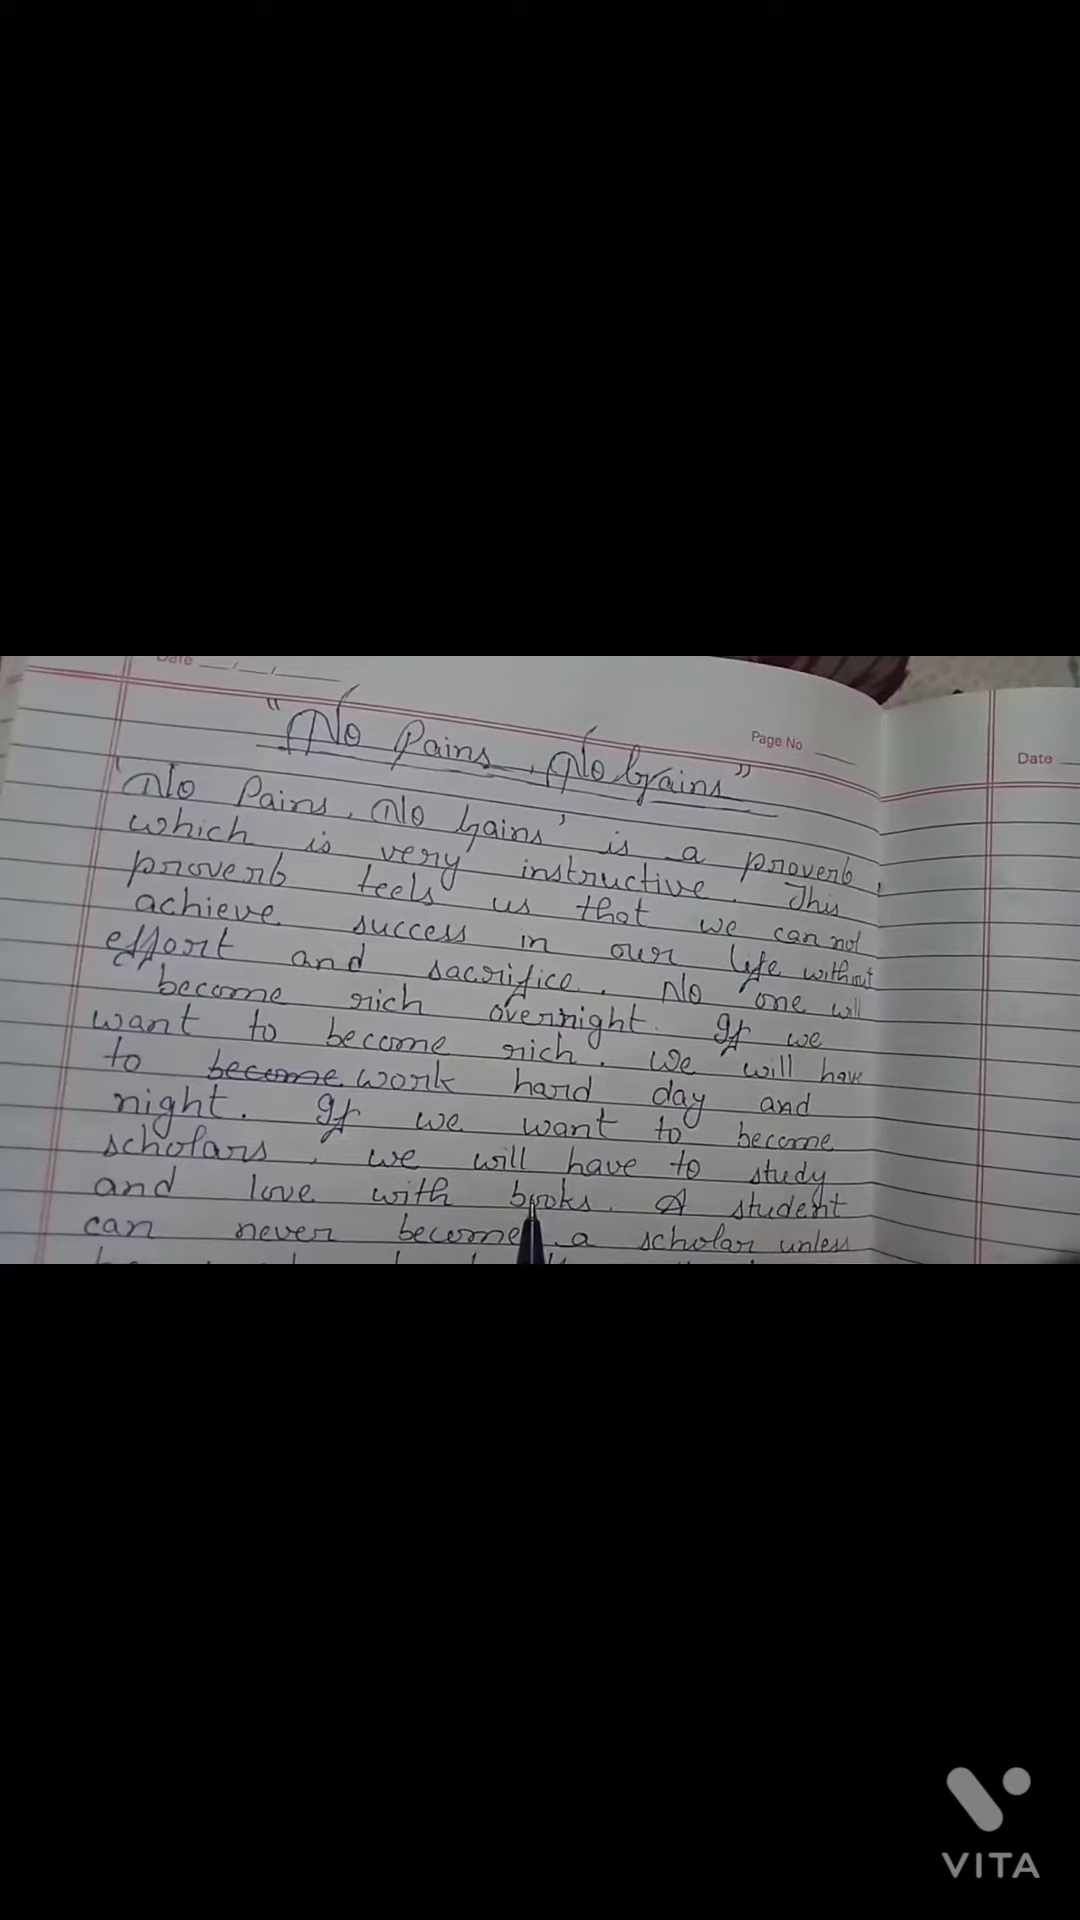 Date __/__/____
"No Pains, No Gains"
Page No
Date
'No Pains, No Gains' is a proverb,
which is very instructive. This
proverb teels us that we can not
achieve success in our life without
effort and sacrifice. No one will
become rich overnight. If we
want to become rich. We will have
to become work hard day and
night. If we want to become
scholars, we will have to study
and love with books. A student
can never become a scholar unless
VITA